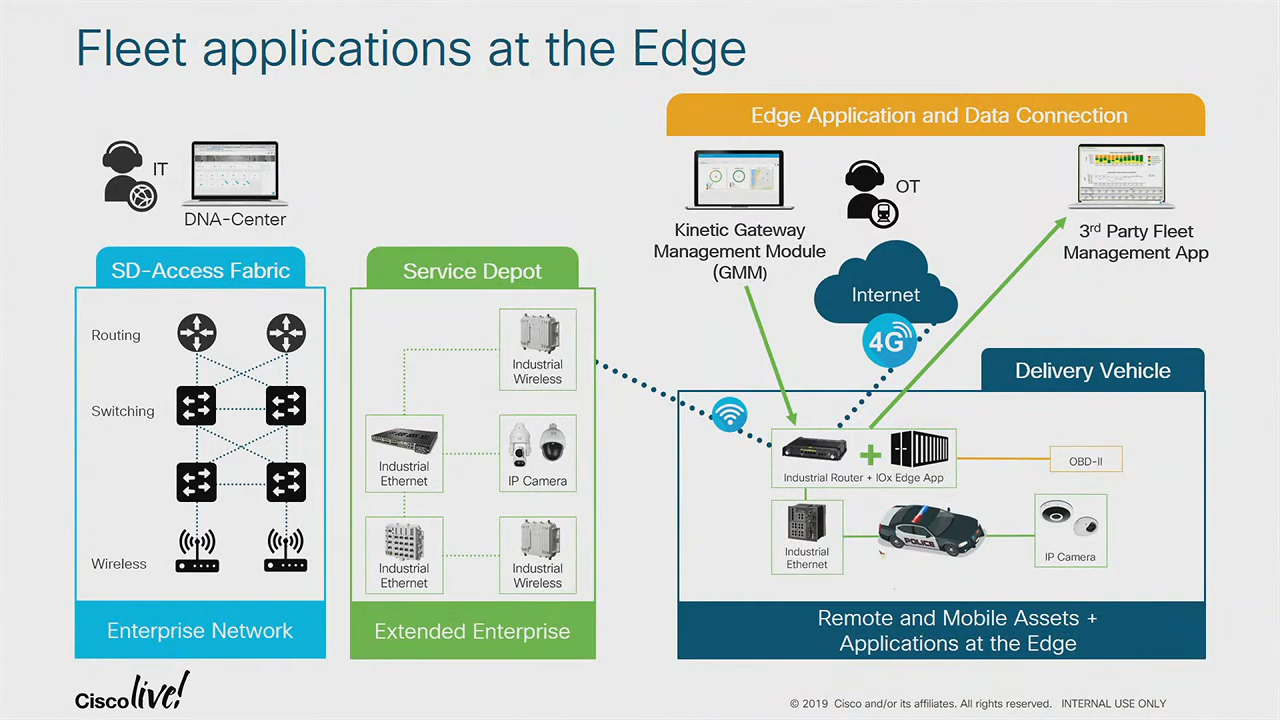 Fleet applications at the Edge
Edge Application and Data Connection
IT
DNA-Center
OT
Kinetic Gateway
Management Module
(GMM)
3rd Party Fleet
Management App
Internet
4G
SD-Access Fabric
Routing
Switching
Wireless
Enterprise Network
Service Depot
Industrial
Wireless
Industrial
Ethernet
IP Camera
Industrial
Ethernet
Industrial
Wireless
Extended Enterprise
Delivery Vehicle
Industrial Router + IOx Edge App
OBD-II
Industrial
Ethernet
POLICE
IP Camera
Remote and Mobile Assets +
Applications at the Edge
Cisco live!
© 2019 Cisco and/or its affiliates. All rights reserved. INTERNAL USE ONLY